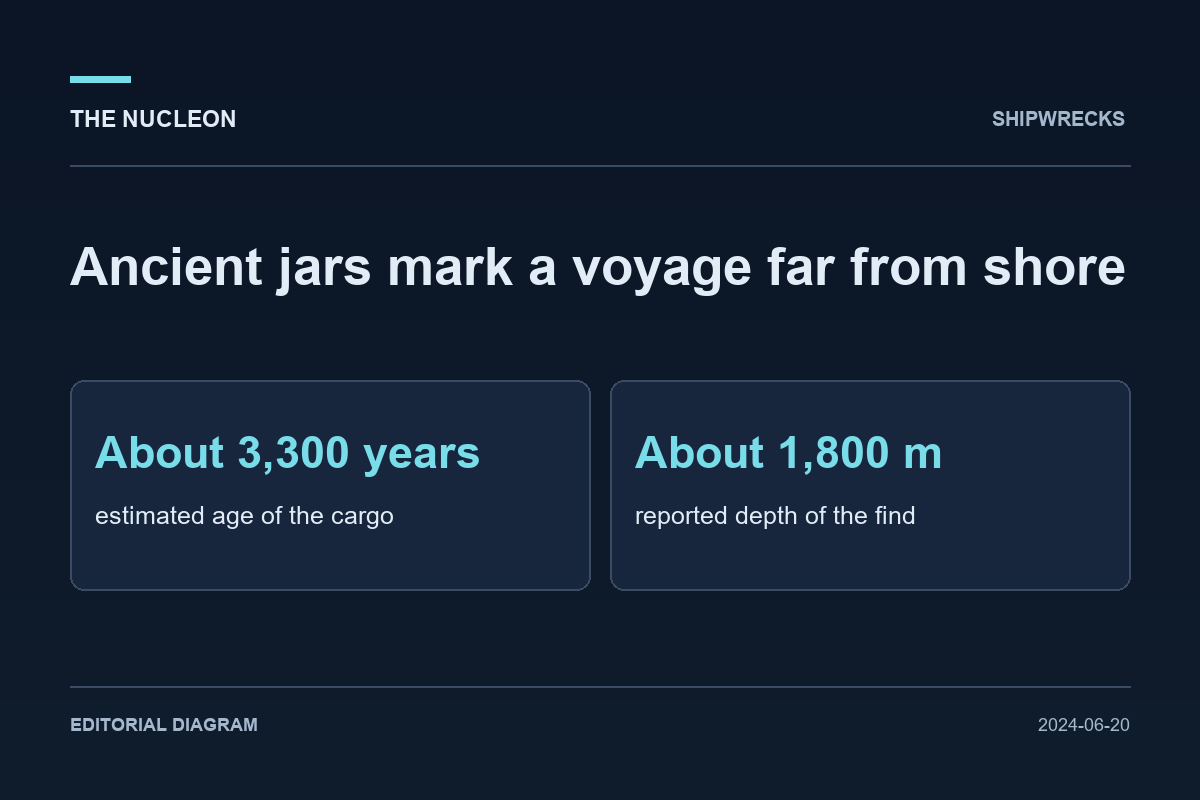 THE NUCLEON
SHIPWRECKS
Ancient jars mark a voyage far from shore
About 3,300 years
estimated age of the cargo
About 1,800 m
reported depth of the find
EDITORIAL DIAGRAM
2024-06-20